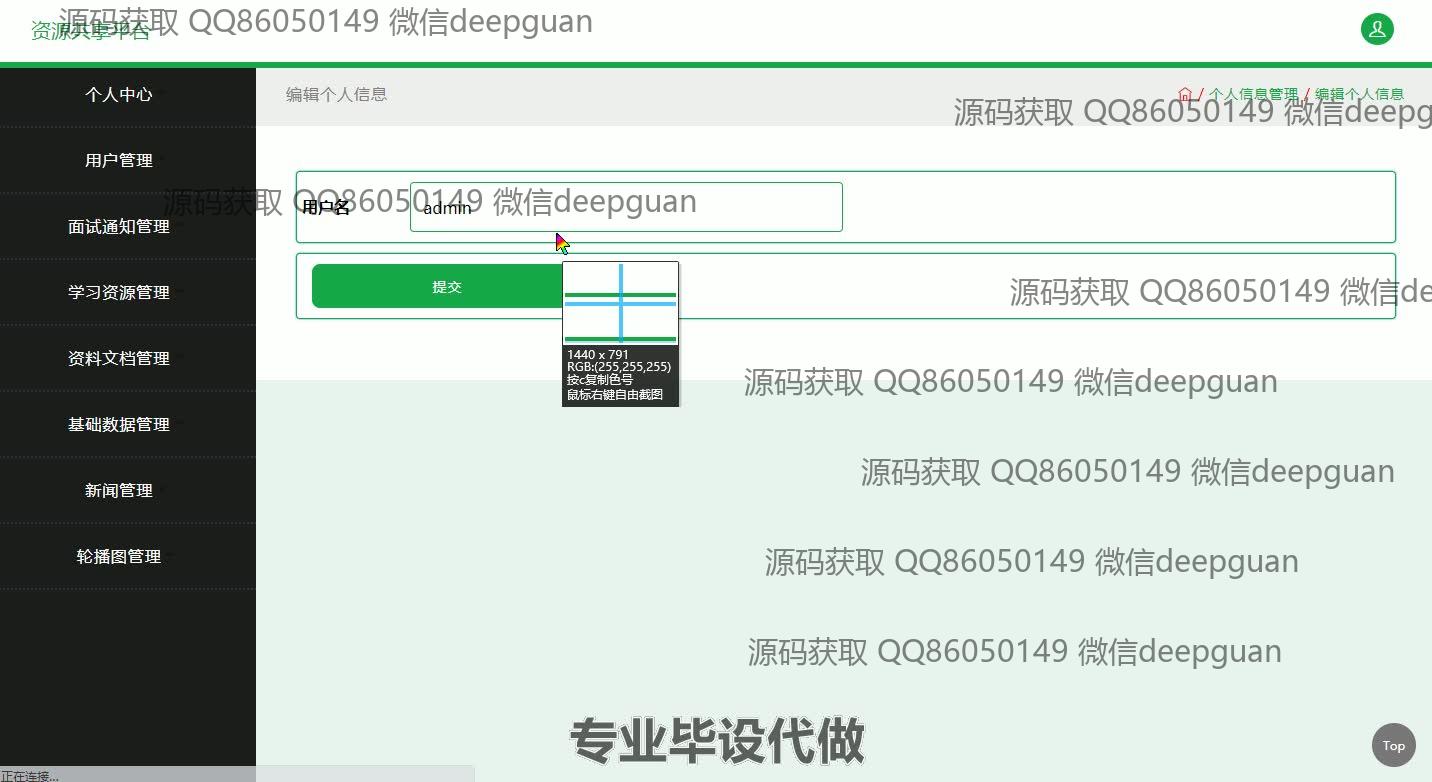 资源共享平台
源码获取 QQ86050149 微信deepguan
个人中心
编辑个人信息
/ 个人信息管理 / 编辑个人信息
源码获取 QQ86050149 微信deepg
用户管理
源码获取 QQ86050149 微信deepguan
用户名
admin
面试通知管理
学习资源管理
提交
源码获取 QQ86050149 微信de
资料文档管理
1440 x 791
RGB:(255,255,255)
按c复制色号
鼠标右键自由截图
源码获取 QQ86050149 微信deepguan
基础数据管理
源码获取 QQ86050149 微信deepguan
新闻管理
轮播图管理
源码获取 QQ86050149 微信deepguan
源码获取 QQ86050149 微信deepguan
专业毕设代做
Top
正在连接...